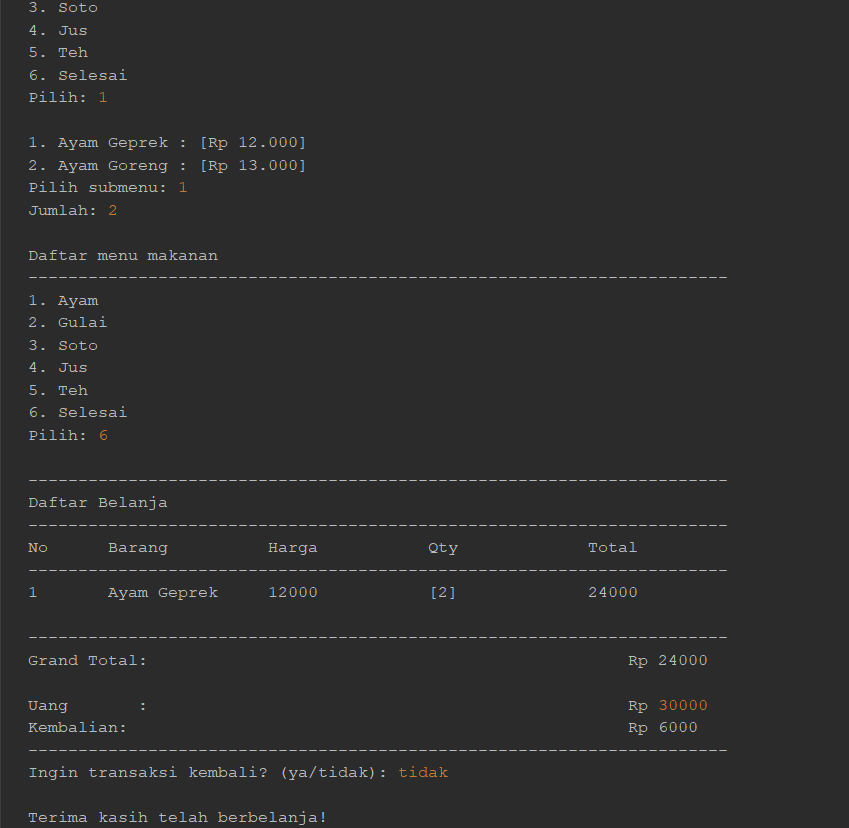 3. Soto
4. Jus
5. Teh
6. Selesai
Pilih: 1
1. Ayam Geprek : [Rp 12.000]
2. Ayam Goreng : [Rp 13.000]
Pilih submenu: 1
Jumlah: 2
Daftar menu makanan
----------------------------------------------------------------------
1. Ayam
2. Gulai
3. Soto
4. Jus
5. Teh
6. Selesai
Pilih: 6
----------------------------------------------------------------------
Daftar Belanja
----------------------------------------------------------------------
No      Barang          Harga           Qty             Total
----------------------------------------------------------------------
1       Ayam Geprek     12000           [2]             24000
----------------------------------------------------------------------
Grand Total:                                                Rp 24000
Uang       :                                                Rp 30000
Kembalian:                                                  Rp 6000
----------------------------------------------------------------------
Ingin transaksi kembali? (ya/tidak): tidak
Terima kasih telah berbelanja!